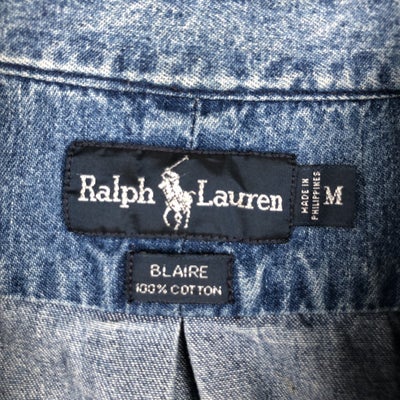 Ralph Lauren
MADE IN
PHILIPPINES
M
BLAIRE
100% COTTON